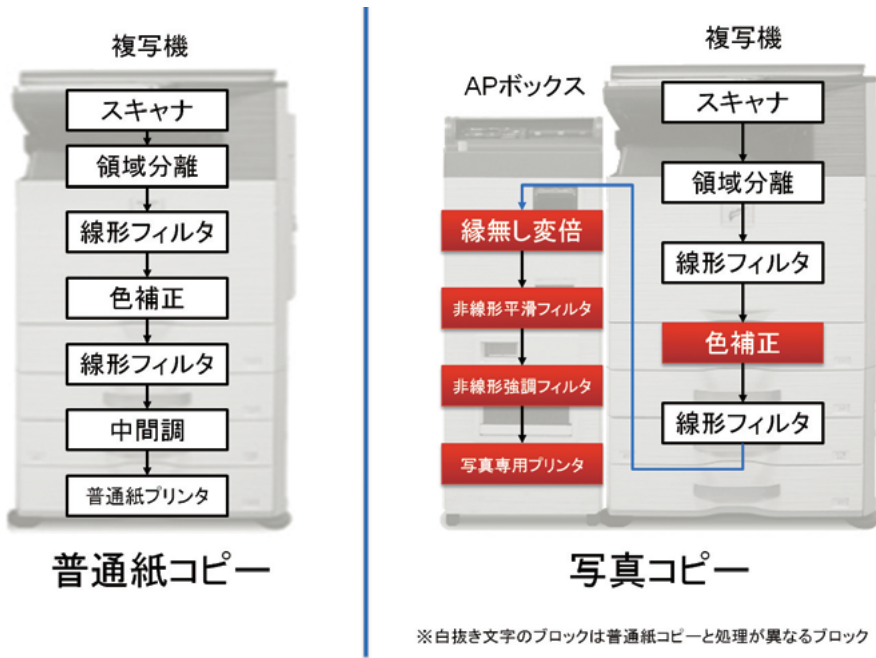 複写機
スキャナ
領域分離
線形フィルタ
色補正
線形フィルタ
中間調
普通紙プリンタ
普通紙コピー
複写機
スキャナ
領域分離
線形フィルタ
色補正
線形フィルタ
APボックス
縁無し変倍
非線形平滑フィルタ
非線形強調フィルタ
写真専用プリンタ
写真コピー
※白抜き文字のブロックは普通紙コピーと処理が異なるブロック